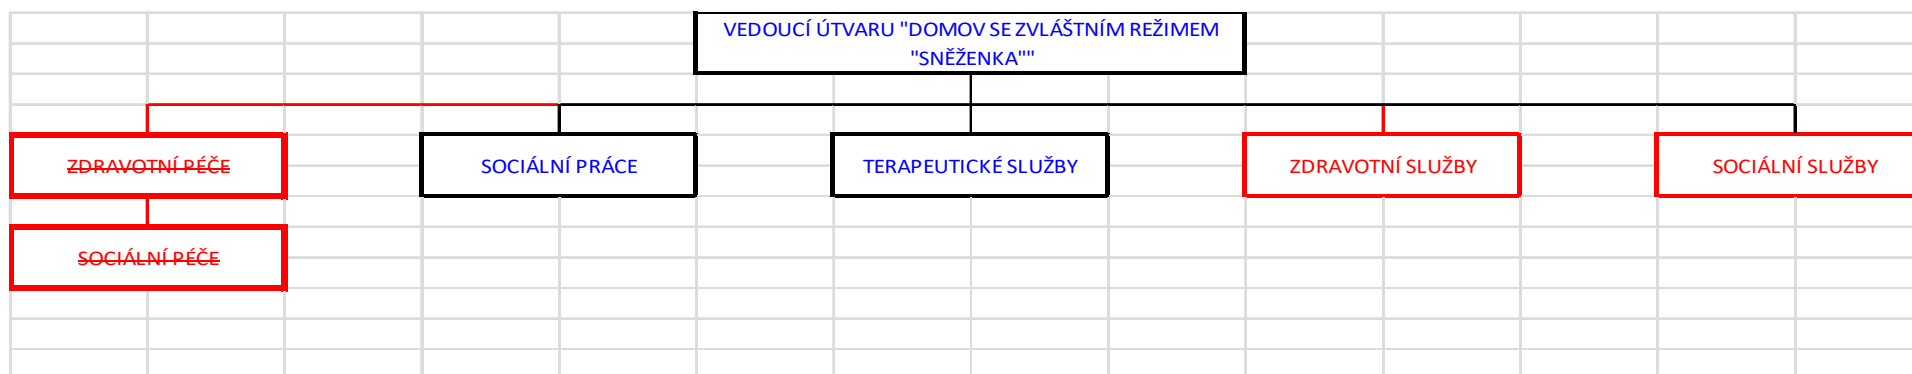 VEDOUCÍ ÚTVARU "DOMOV SE ZVLÁŠTNÍM REŽIMEM
"SNĚŽENKA""
ZDRAVOTNÍ PÉČE
SOCIÁLNÍ PRÁCE
TERAPEUTICKÉ SLUŽBY
ZDRAVOTNÍ SLUŽBY
SOCIÁLNÍ SLUŽBY
SOCIÁLNÍ PÉČE